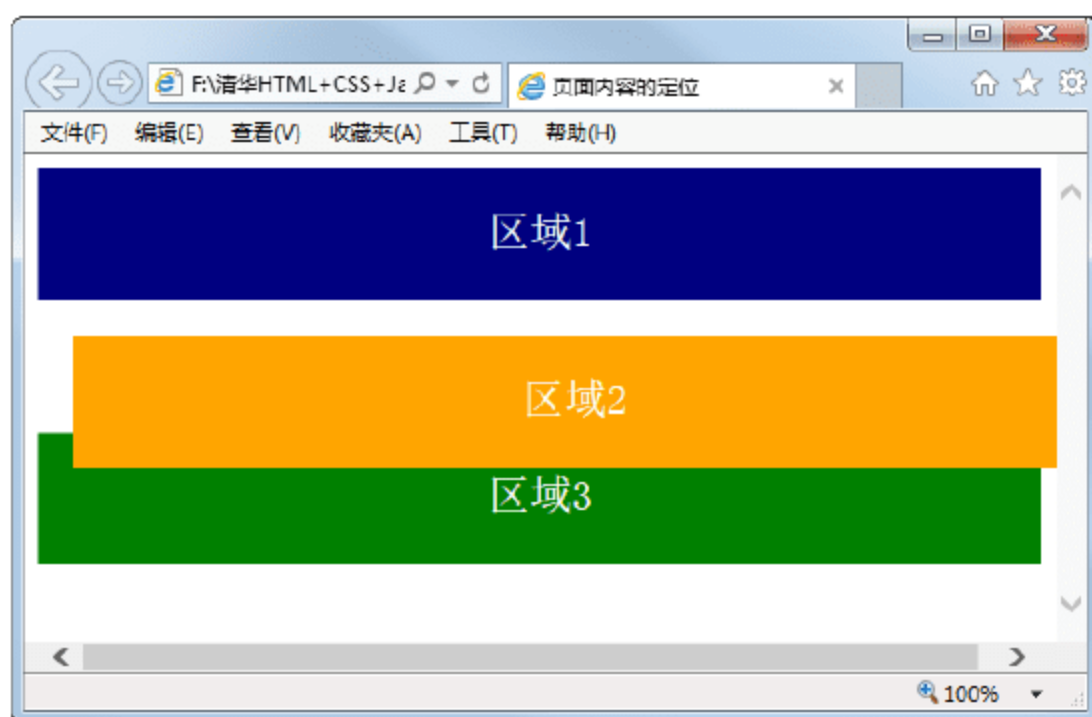 F:\清华HTML+CSS+Ja
页面内容的定位
文件(F) 编辑(E) 查看(V) 收藏夹(A) 工具(T) 帮助(H)
区域1
区域2
区域3
100%